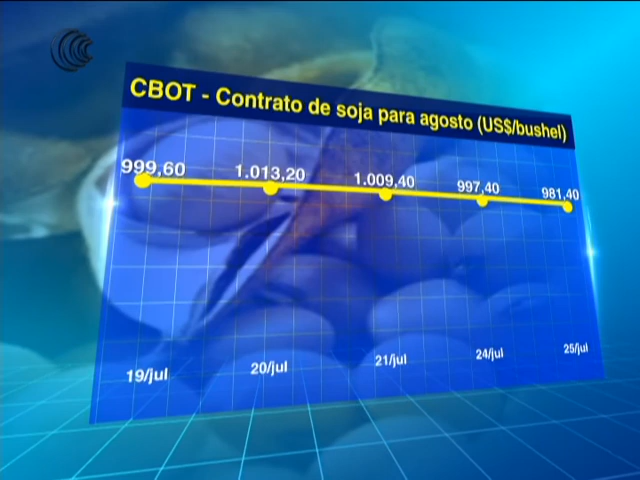 CBOT - Contrato de soja para agosto (US$/bushel)
999,60 1.013,20 1.009,40 997,40 981,40
19/jul 20/jul 21/jul 24/jul 25/jul